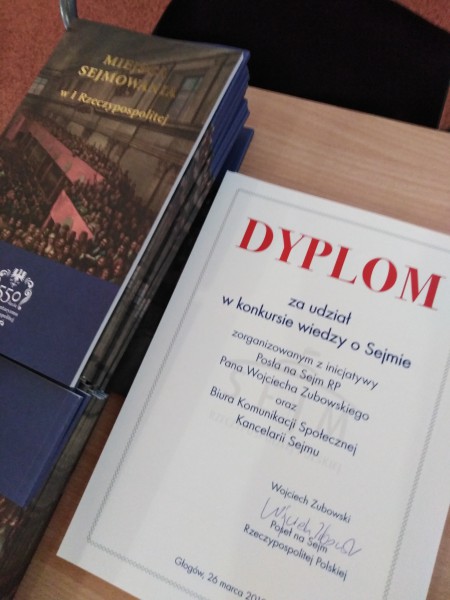 MIEJSCA
SEJMOWANIA
w I Rzeczypospolitej
550
DYPLOM
za udział
w konkursie wiedzy o Sejmie
zorganizowanym z inicjatywy
Posła na Sejm RP
Pana Wojciecha Zubowskiego
oraz
Biura Komunikacji Społecznej
Kancelarii Sejmu
Wojciech Zubowski
Poseł na Sejm
Rzeczypospolitej Polskiej
Głogów, 26 marca